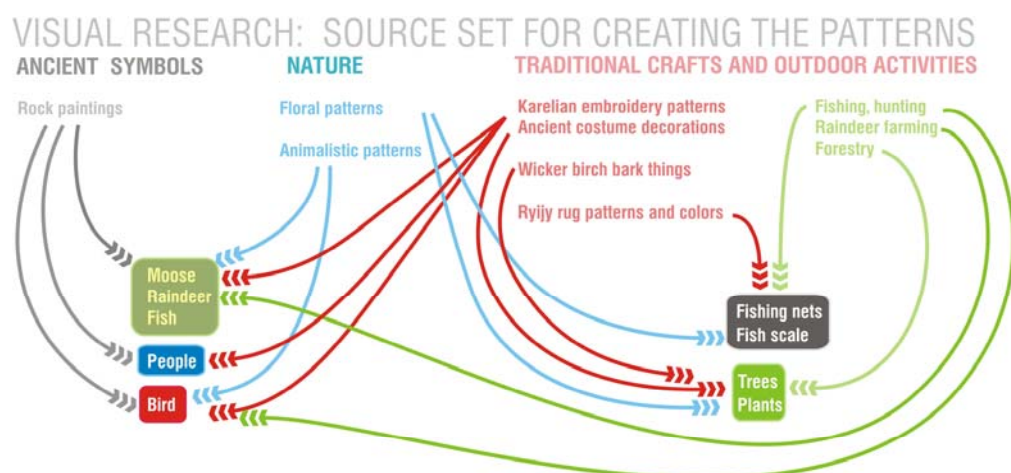 VISUAL RESEARCH: SOURCE SET FOR CREATING THE PATTERNS
ANCIENT SYMBOLS
NATURE
TRADITIONAL CRAFTS AND OUTDOOR ACTIVITIES
Rock paintings
Floral patterns
Animalistic patterns
Karelian embroidery patterns
Ancient costume decorations
Wicker birch bark things
Ryijy rug patterns and colors
Fishing, hunting
Raindeer farming
Forestry
Moose
Raindeer
Fish
People
Bird
Fishing nets
Fish scale
Trees
Plants